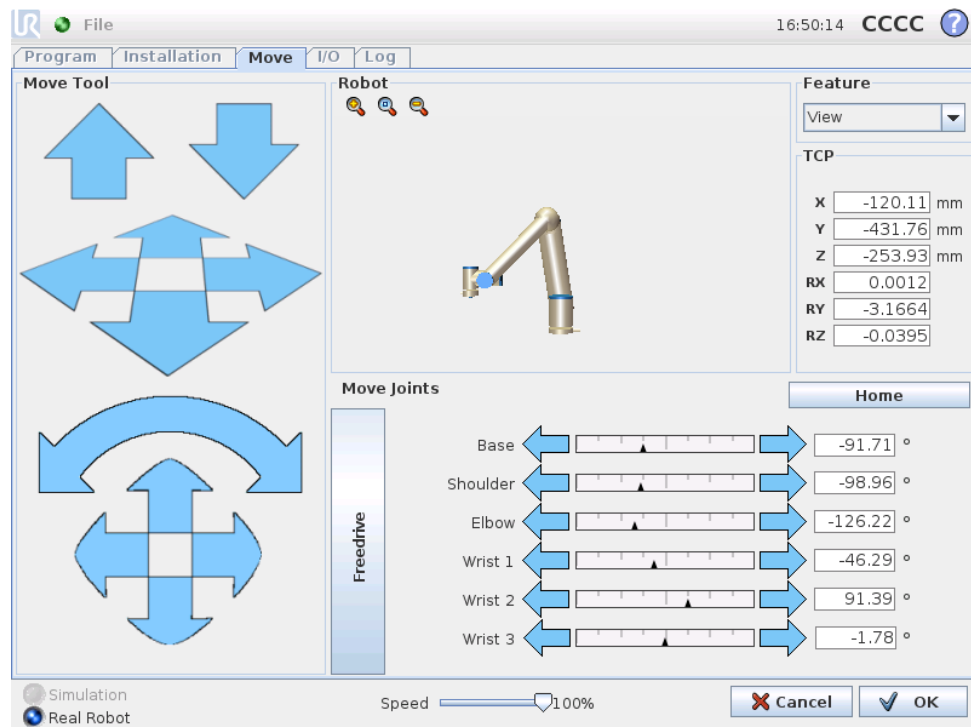 UR File 16:50:14 CCCC ?
Program Installation Move I/O Log
Move Tool
Robot
Feature
View
TCP
X -120.11 mm
Y -431.76 mm
Z -253.93 mm
RX 0.0012
RY -3.1664
RZ -0.0395
Move Joints
Home
Freedrive
Base -91.71 °
Shoulder -98.96 °
Elbow -126.22 °
Wrist 1 -46.29 °
Wrist 2 91.39 °
Wrist 3 -1.78 °
Simulation
Real Robot
Speed 100%
Cancel
OK